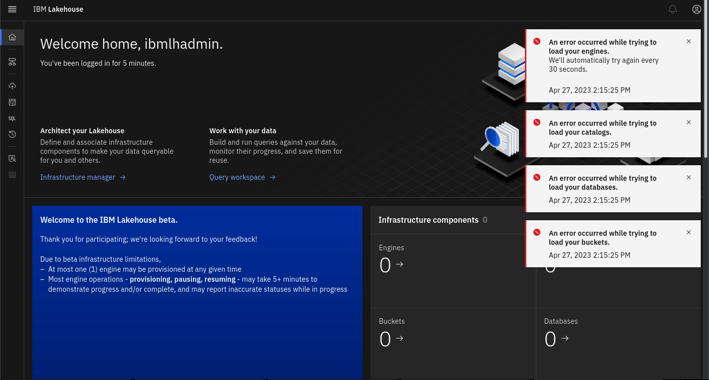 IBM Lakehouse
Welcome home, ibmlhadmin.
You've been logged in for 5 minutes.
Architect your Lakehouse
Define and associate infrastructure
components to make your data queryable
for you and others.
Infrastructure manager →
Work with your data
Build and run queries against your data,
monitor their progress, and save them for
reuse.
Query workspace →
An error occurred while trying to
load your engines.
We'll automatically try again every
30 seconds.
Apr 27, 2023 2:15:25 PM
An error occurred while trying to
load your catalogs.
Apr 27, 2023 2:15:25 PM
An error occurred while trying to
load your databases.
Apr 27, 2023 2:15:25 PM
An error occurred while trying to
load your buckets.
Apr 27, 2023 2:15:25 PM
Welcome to the IBM Lakehouse beta.
Thank you for participating; we're looking forward to your feedback!
Due to beta infrastructure limitations,
– At most one (1) engine may be provisioned at any given time
– Most engine operations - provisioning, pausing, resuming - may take 5+ minutes to
demonstrate progress and/or complete, and may report inaccurate statuses while in progress
Infrastructure components 0
Engines
0 →
0 →
Buckets
0 →
Databases
0 →